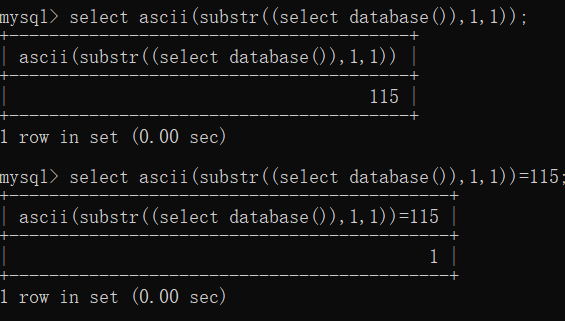 mysql> select ascii(substr((select database()),1,1));
+----------------------------------------+
| ascii(substr((select database()),1,1)) |
+----------------------------------------+
|                                    115 |
+----------------------------------------+
1 row in set (0.00 sec)
mysql> select ascii(substr((select database()),1,1))=115;
+--------------------------------------------+
| ascii(substr((select database()),1,1))=115 |
+--------------------------------------------+
|                                          1 |
+--------------------------------------------+
1 row in set (0.00 sec)